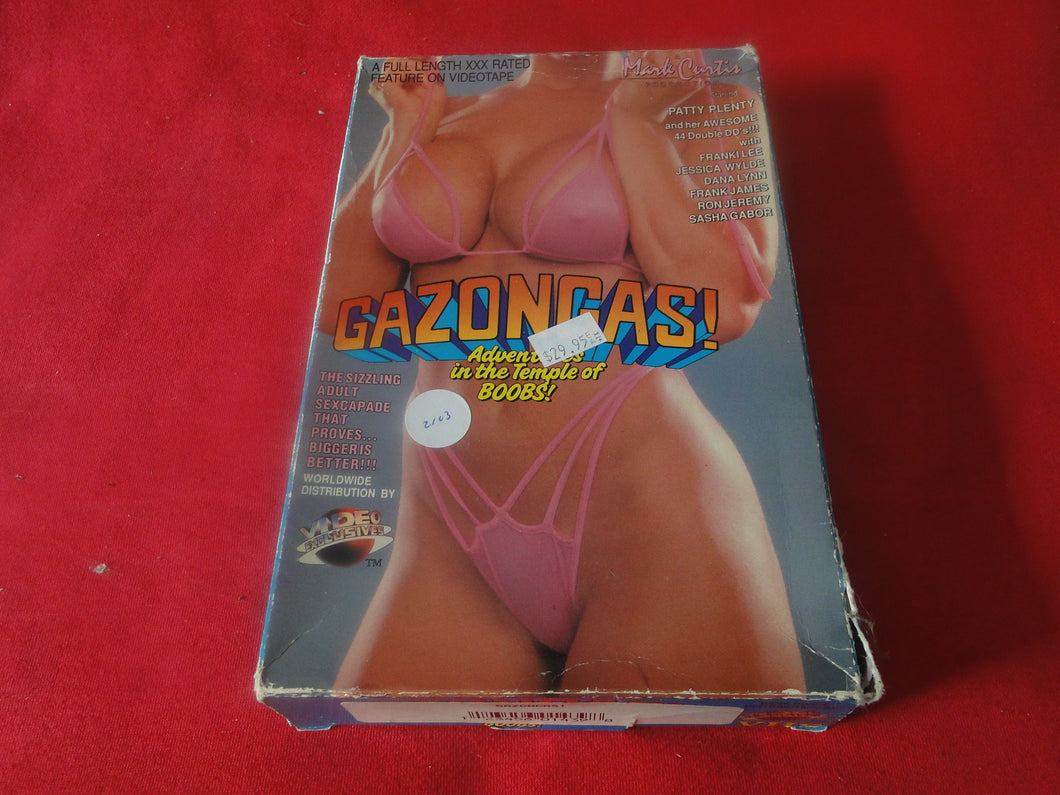 A FULL LENGTH XXX RATED
FEATURE ON VIDEOTAPE
Mark Curtis
PATTY PLENTY
and her AWESOME
44 Double DD's!!!
with
FRANKI LEE
JESSICA WYLDE
DANA LYNN
FRANK JAMES
RON JEREMY
SASHA GABOR
GAZONGAS!
$29.95
Adventures
in the Temple of
BOOBS!
2103
THE SIZZLING
ADULT
SEXCAPADE
THAT
PROVES...
BIGGER IS
BETTER!!!
WORLDWIDE
DISTRIBUTION BY
VIDEO
EXCLUSIVES
TM
GAZONGAS!
BOOBS!